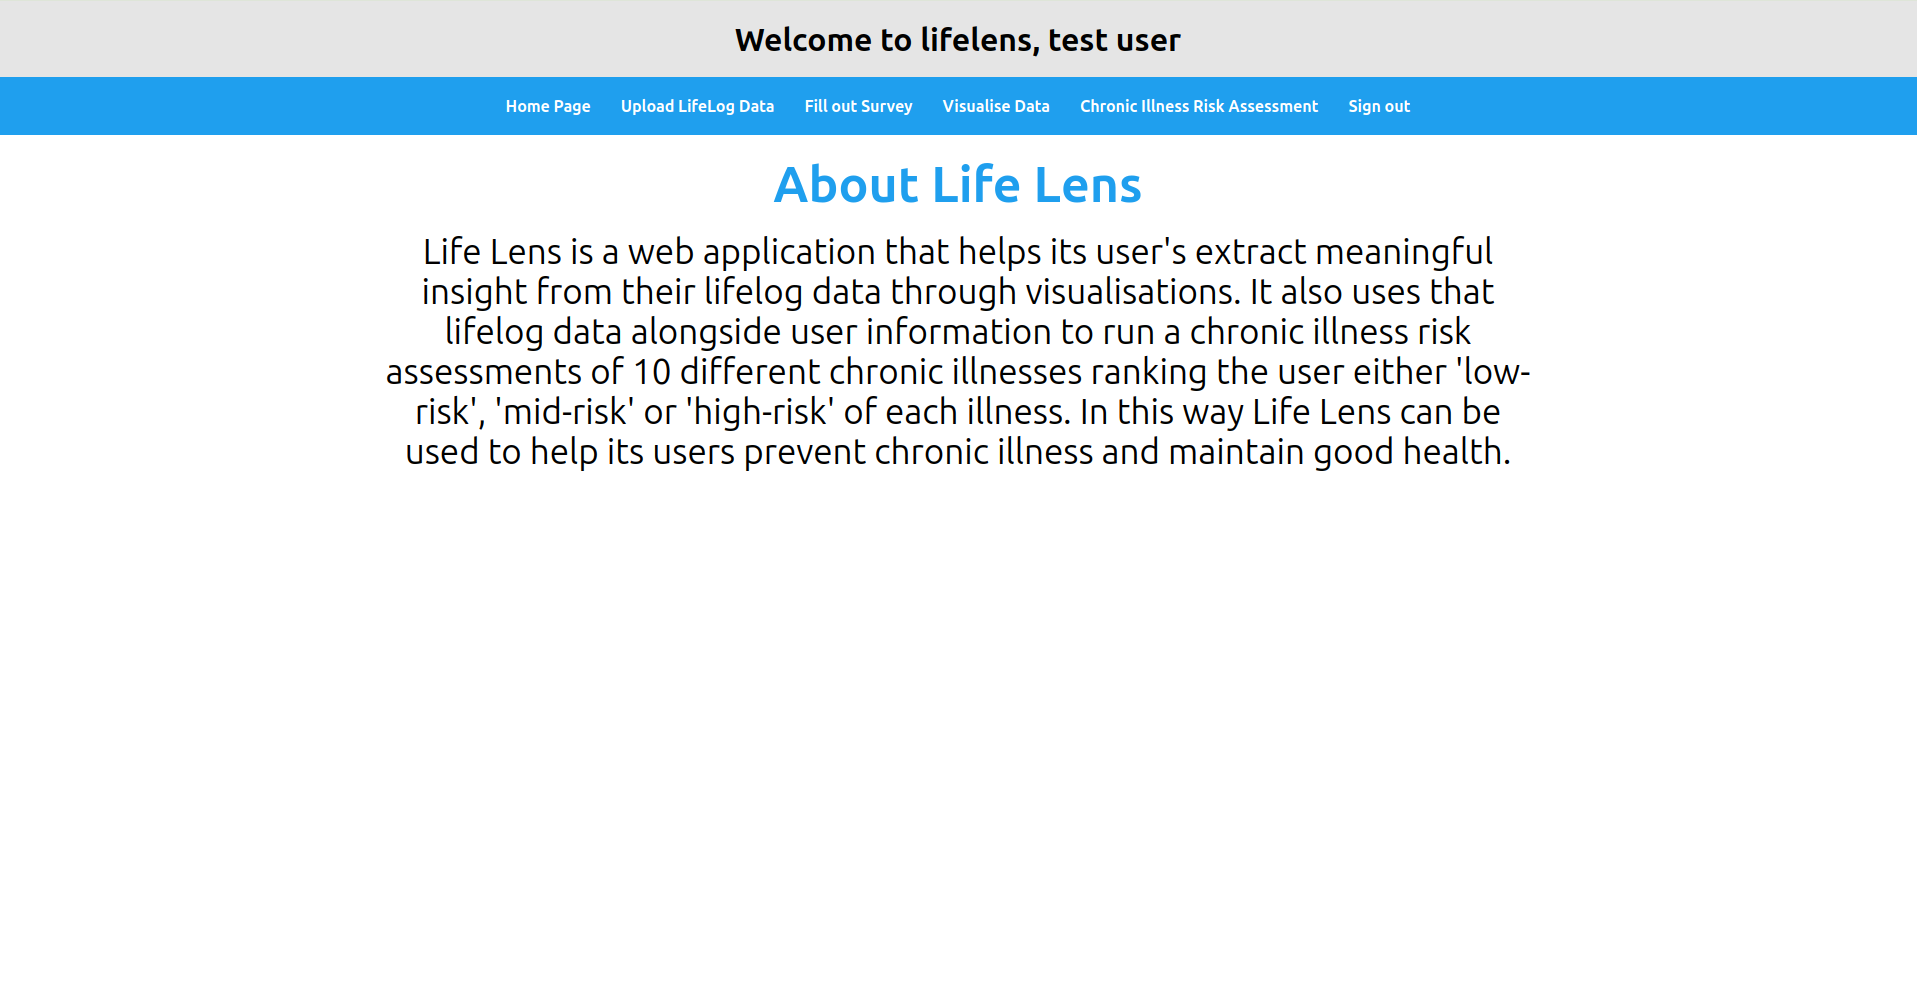 Welcome to lifelens, test user
Home Page Upload LifeLog Data Fill out Survey Visualise Data Chronic Illness Risk Assessment Sign out
About Life Lens
Life Lens is a web application that helps its user's extract meaningful
insight from their lifelog data through visualisations. It also uses that
lifelog data alongside user information to run a chronic illness risk
assessments of 10 different chronic illnesses ranking the user either 'low-
risk', 'mid-risk' or 'high-risk' of each illness. In this way Life Lens can be
used to help its users prevent chronic illness and maintain good health.